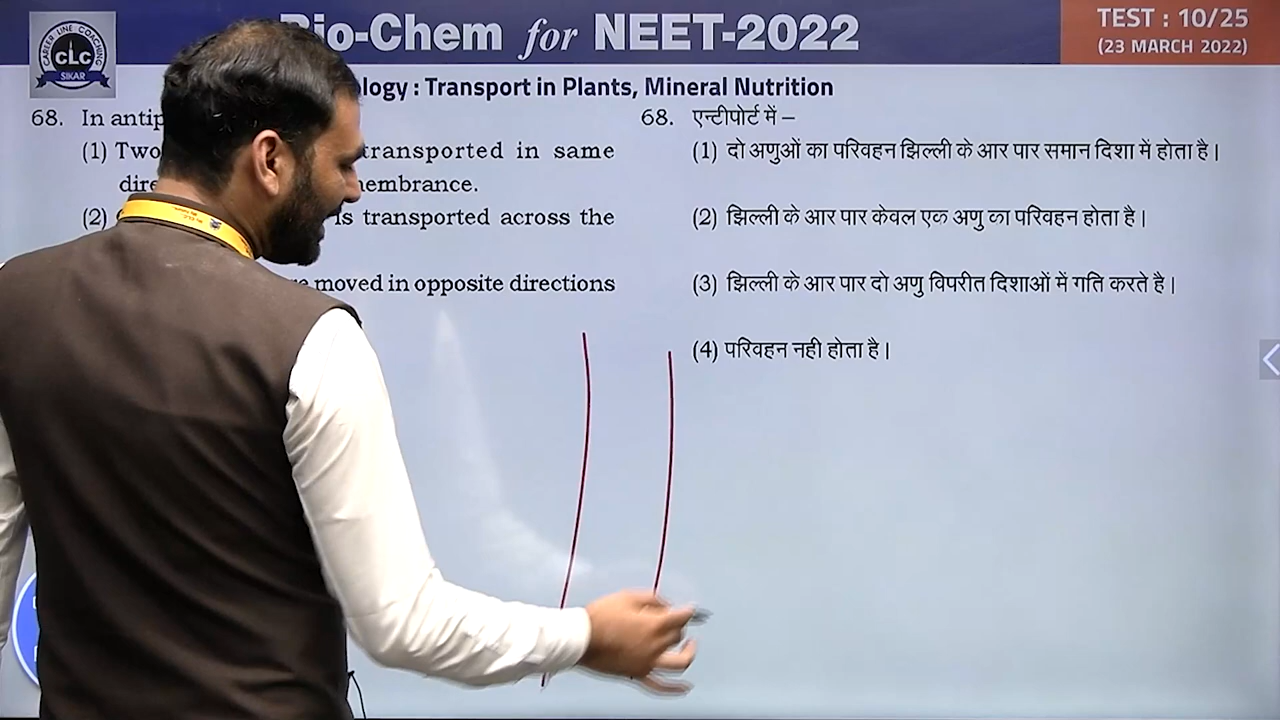 CAREER LINE COACHING
CLC
SIKAR
Bio-Chem for NEET-2022
TEST : 10/25
(23 MARCH 2022)
: Transport in Plants, Mineral Nutrition
68. In
(1) Two transported in same
membrance.
(2) is transported across the
moved in opposite directions
68. एन्टीपोर्ट में –
(1) दो अणुओं का परिवहन झिल्ली के आर पार समान दिशा में होता है।
(2) झिल्ली के आर पार केवल एक अणु का परिवहन होता है।
(3) झिल्ली के आर पार दो अणु विपरीत दिशाओं में गति करते है।
(4) परिवहन नही होता है।